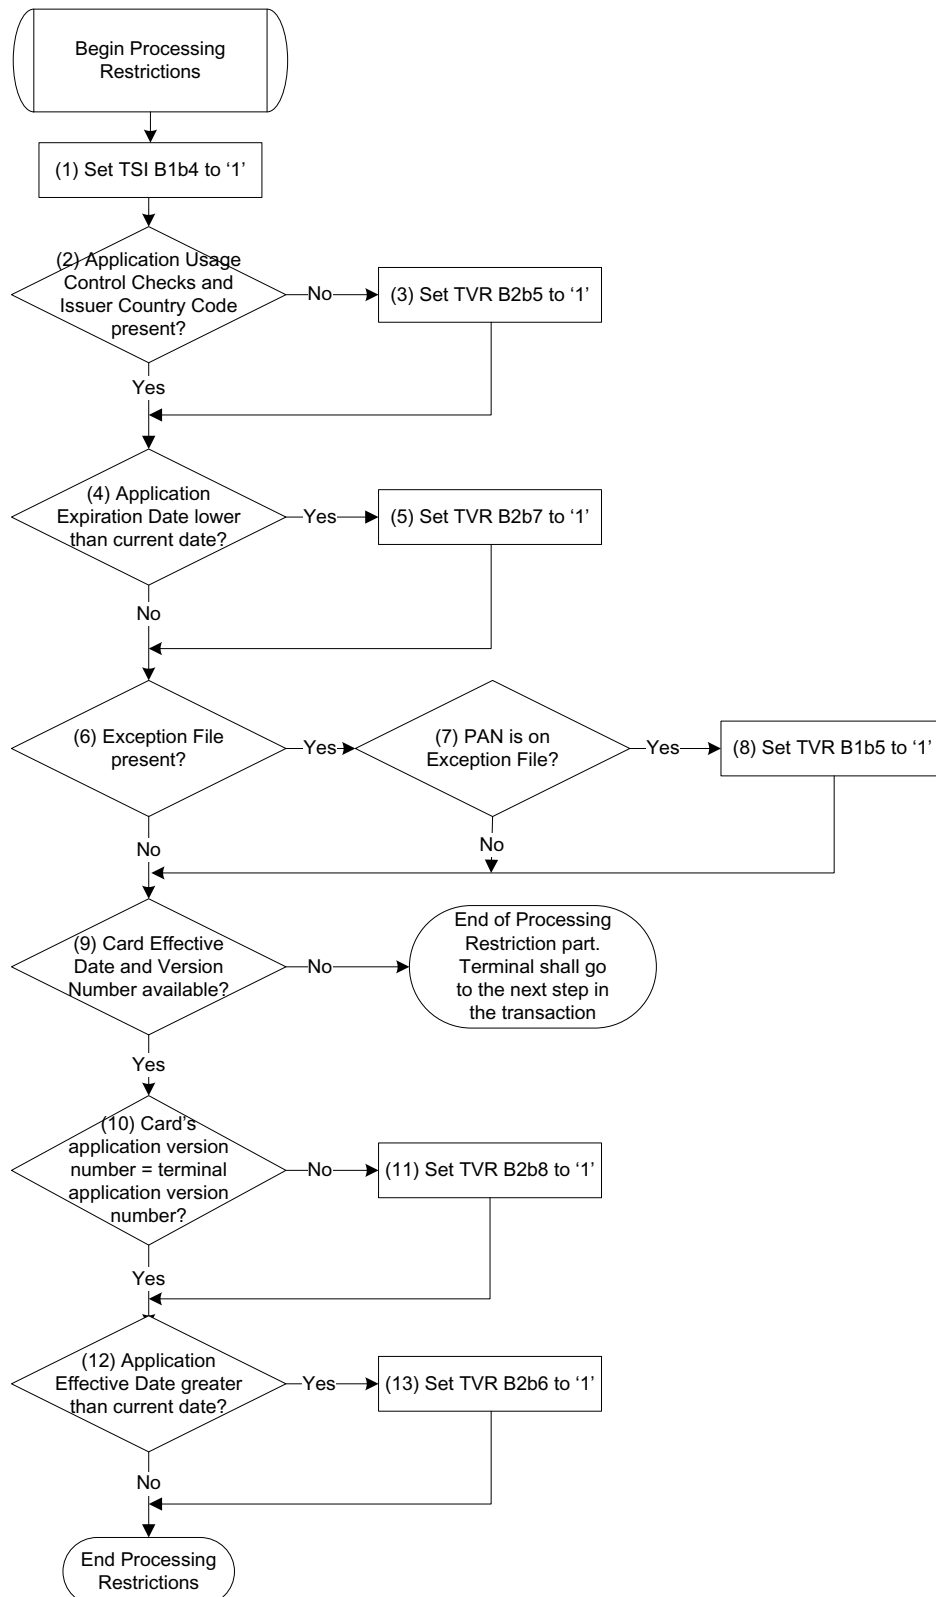 Begin Processing
Restrictions
(1) Set TSI B1b4 to ‘1’
(2) Application Usage
Control Checks and
Issuer Country Code
present?
No
(3) Set TVR B2b5 to ‘1’
Yes
(4) Application
Expiration Date lower
than current date?
Yes
(5) Set TVR B2b7 to ‘1’
No
(6) Exception File
present?
Yes
(7) PAN is on
Exception File?
Yes
(8) Set TVR B1b5 to ‘1’
No
No
(9) Card Effective
Date and Version
Number available?
No
End of Processing
Restriction part.
Terminal shall go
to the next step in
the transaction
Yes
(10) Card’s
application version
number = terminal
application version
number?
No
(11) Set TVR B2b8 to ‘1’
Yes
(12) Application
Effective Date greater
than current date?
Yes
(13) Set TVR B2b6 to ‘1’
No
End Processing
Restrictions